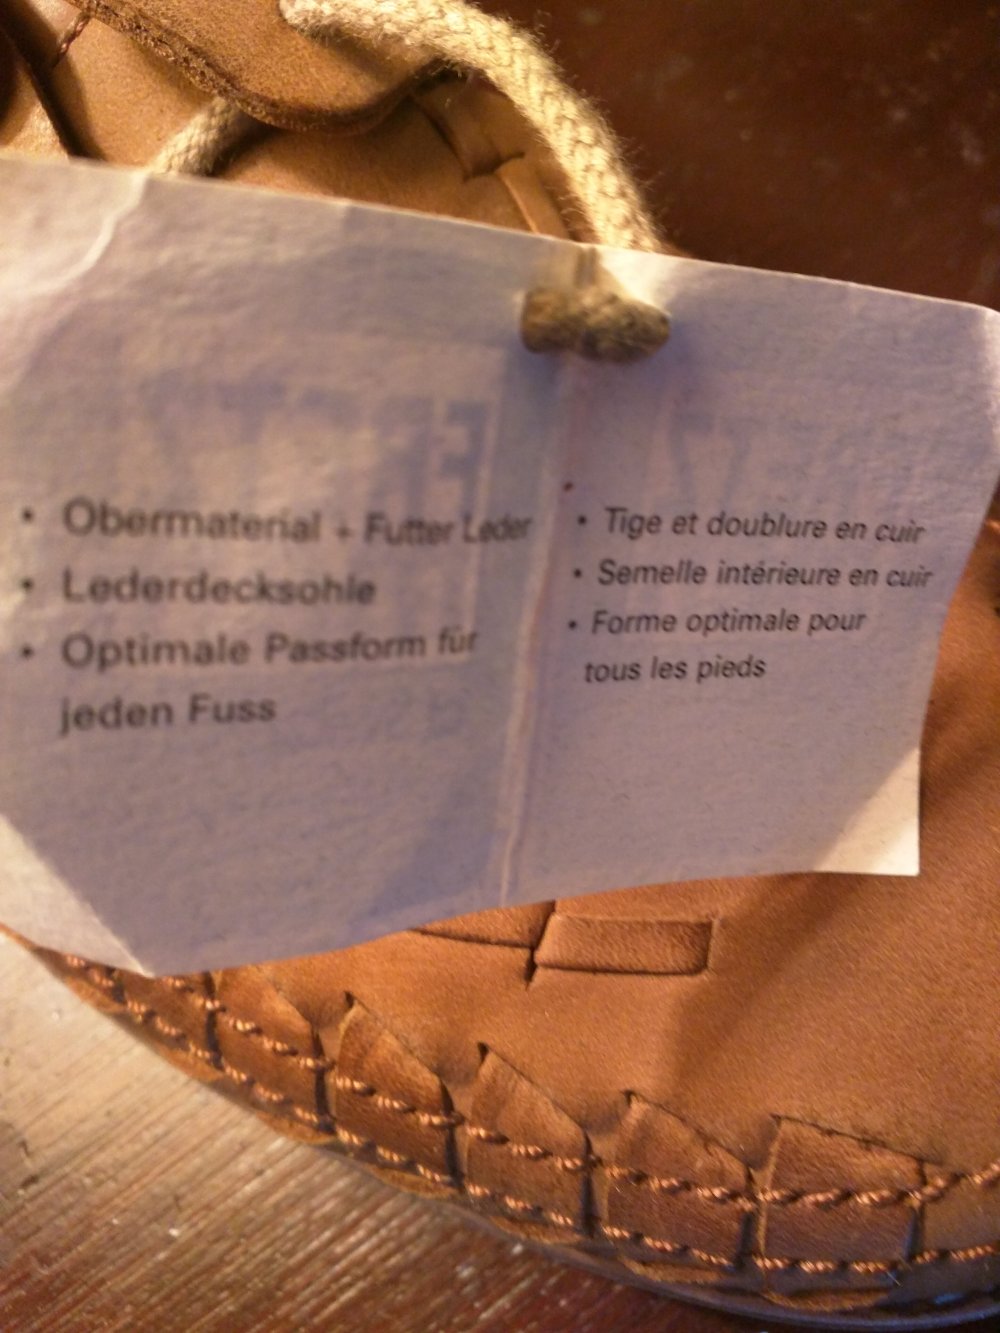 • Obermaterial + Futter Leder
• Lederdecksohle
• Optimale Passform für
jeden Fuss
• Tige et doublure en cuir
• Semelle intérieure en cuir
• Forme optimale pour
tous les pieds